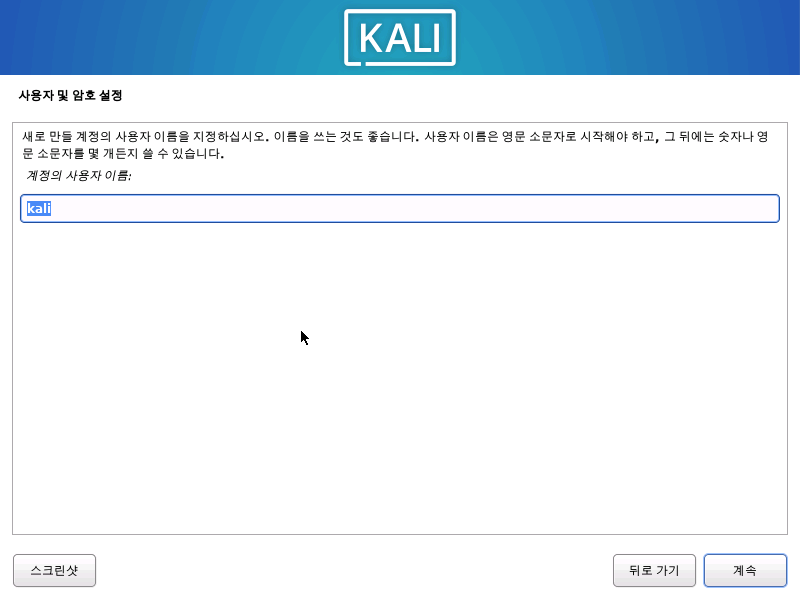 KALI
사용자 및 암호 설정
새로 만들 계정의 사용자 이름을 지정하십시오. 이름을 쓰는 것도 좋습니다. 사용자 이름은 영문 소문자로 시작해야 하고, 그 뒤에는 숫자나 영
문 소문자를 몇 개든지 쓸 수 있습니다.
계정의 사용자 이름:
kali
스크린샷
뒤로 가기
계속